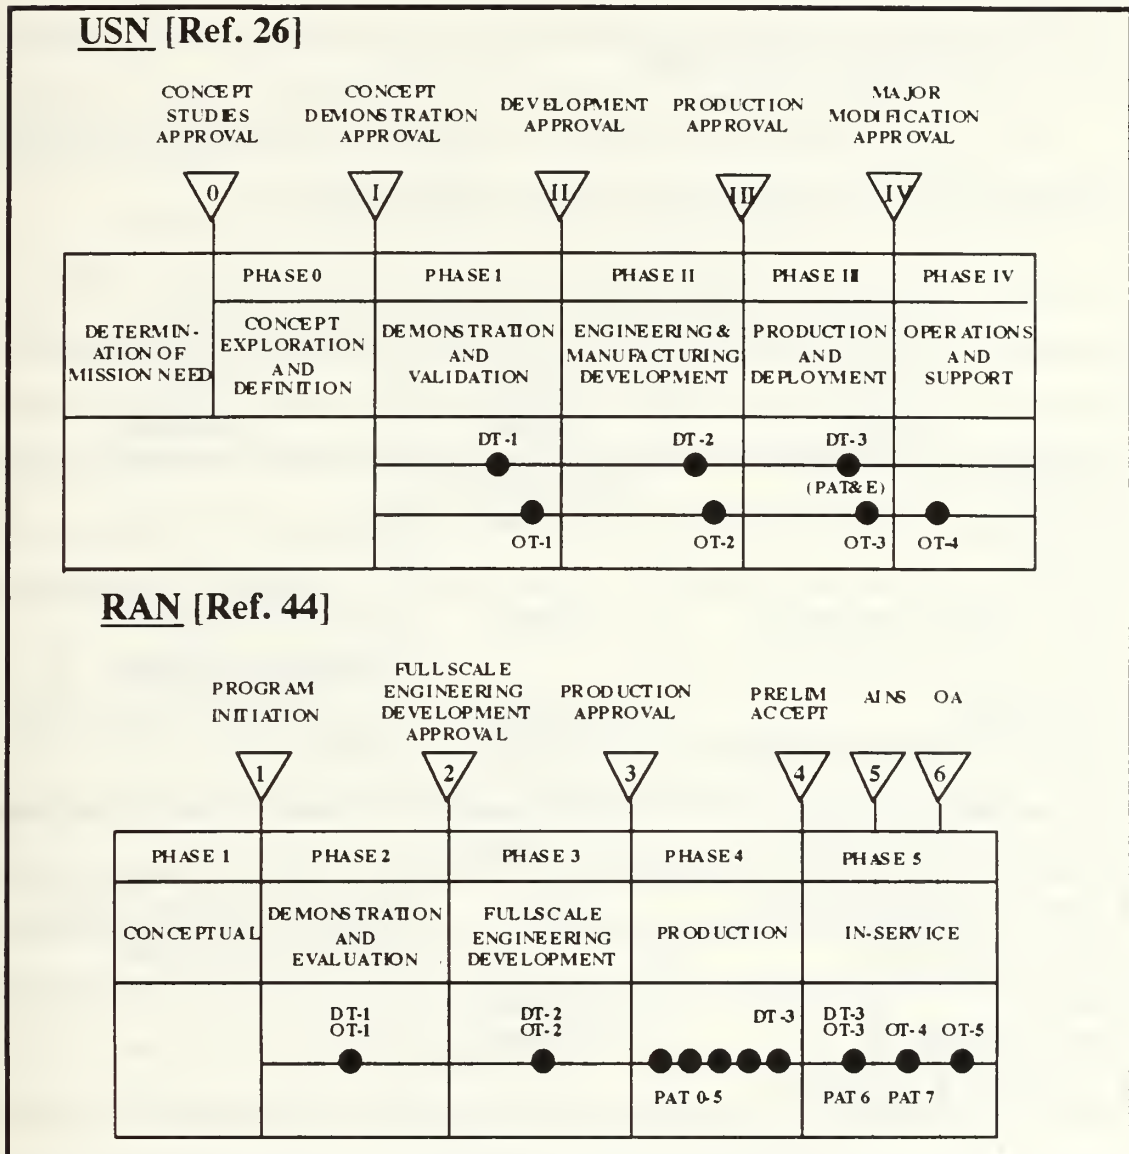 USN [Ref. 26]
CONCEPT
STUDIES
APPROVAL
CONCEPT
DEMONSTRATION
APPROVAL
DEVELOPMENT
APPROVAL
PRODUCTION
APPROVAL
MAJOR
MODIFICATION
APPROVAL
0
I
II
III
IV
PHASE 0
PHASE 1
PHASE II
PHASE III
PHASE IV
DETERMIN-
ATION OF
MISSION NEED
CONCEPT
EXPLORATION
AND
DEFINITION
DEMONSTRATION
AND
VALIDATION
ENGINEERING &
MANUFACTURING
DEVELOPMENT
PRODUCTION
AND
DEPLOYMENT
OPERATIONS
AND
SUPPORT
DT-1
DT-2
DT-3
(PAT&E)
OT-1
OT-2
OT-3
OT-4
RAN [Ref. 44]
PROGRAM
INITIATION
FULLSCALE
ENGINEERING
DEVELOPMENT
APPROVAL
PRODUCTION
APPROVAL
PRELIM
ACCEPT
AINS
OA
1
2
3
4
5
6
PHASE 1
PHASE 2
PHASE 3
PHASE 4
PHASE 5
CONCEPTUAL
DEMONSTRATION
AND
EVALUATION
FULLSCALE
ENGINEERING
DEVELOPMENT
PRODUCTION
IN-SERVICE
DT-1
OT-1
DT-2
OT-2
DT-3
DT-3
OT-3
OT-4
OT-5
PAT 0-5
PAT 6
PAT 7